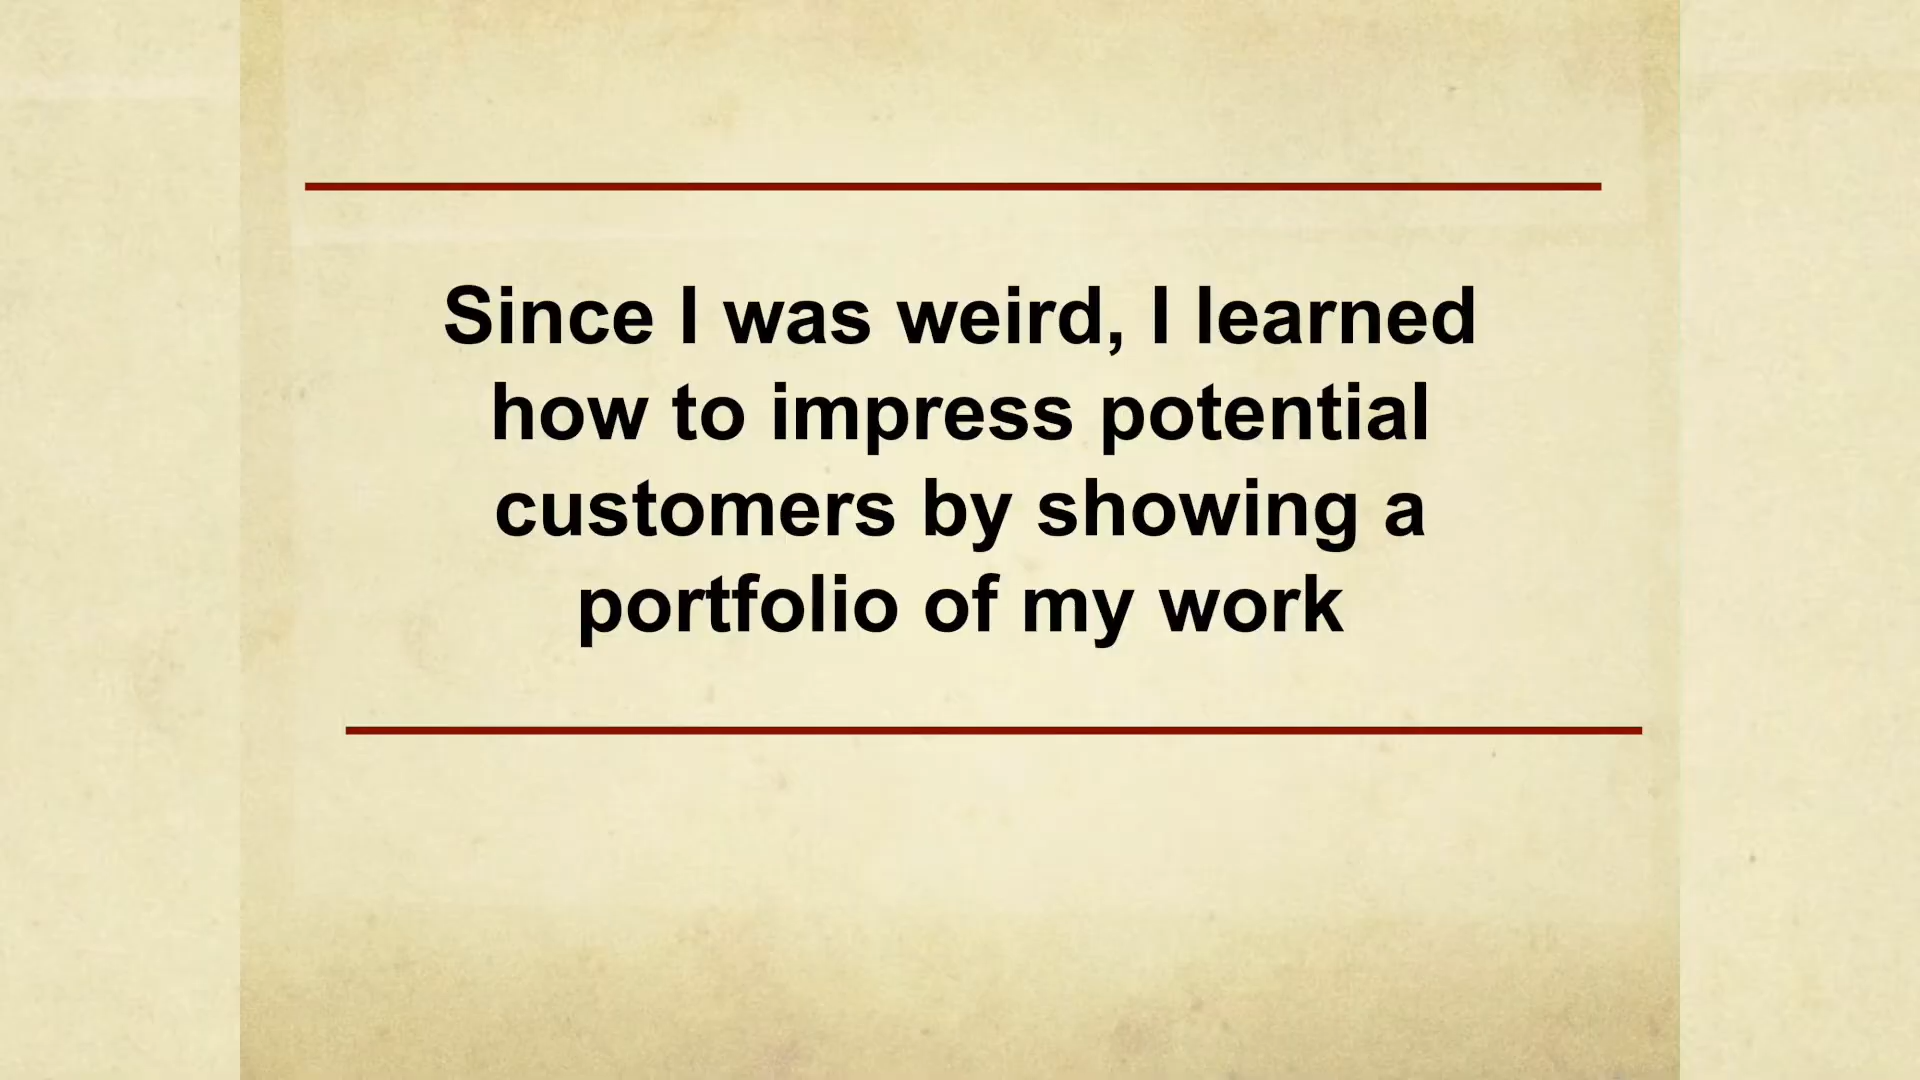 Since I was weird, I learned
how to impress potential
customers by showing a
portfolio of my work